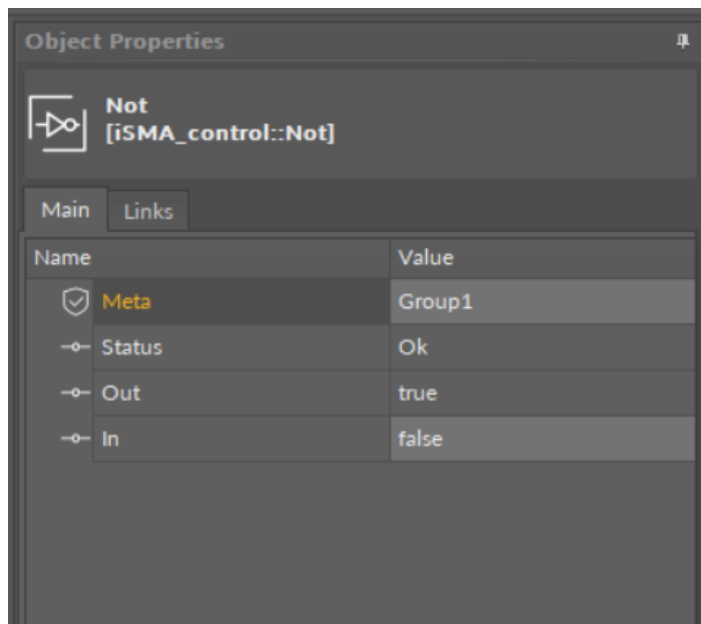 Object Properties
Not
[iSMA_control::Not]
Main Links
Name Value
Meta Group1
Status Ok
Out true
In false